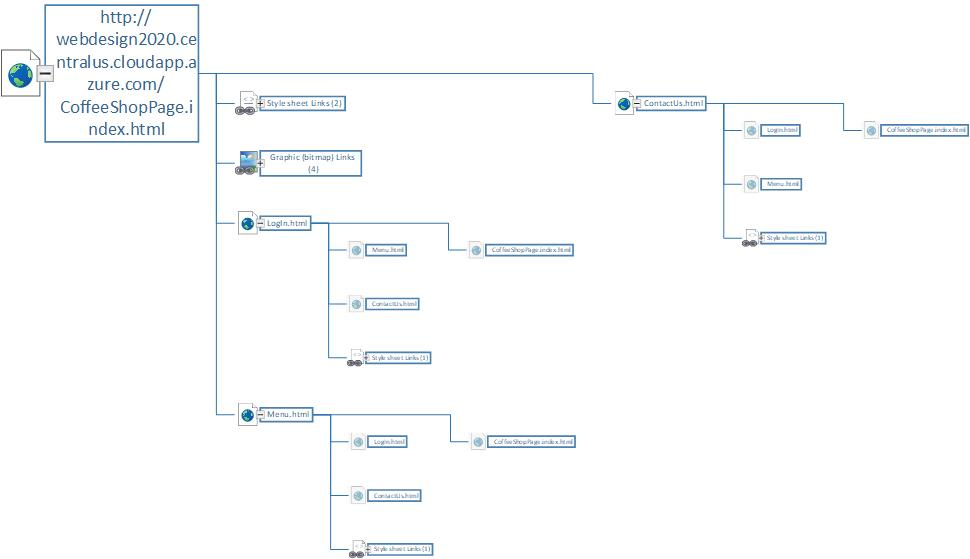 http://
webdesign2020.ce
ntralus.cloudapp.a
zure.com/
CoffeeShopPage.i
ndex.html
Style sheet Links (2)
Graphic (bitmap) Links
(4)
LogIn.html
Menu.html
CoffeeShopPage.index.html
ContactUs.html
Style sheet Links (1)
Menu.html
LogIn.html
CoffeeShopPage.index.html
ContactUs.html
Style sheet Links (1)
ContactUs.html
LogIn.html
CoffeeShopPage.index.html
Menu.html
Style sheet Links (1)